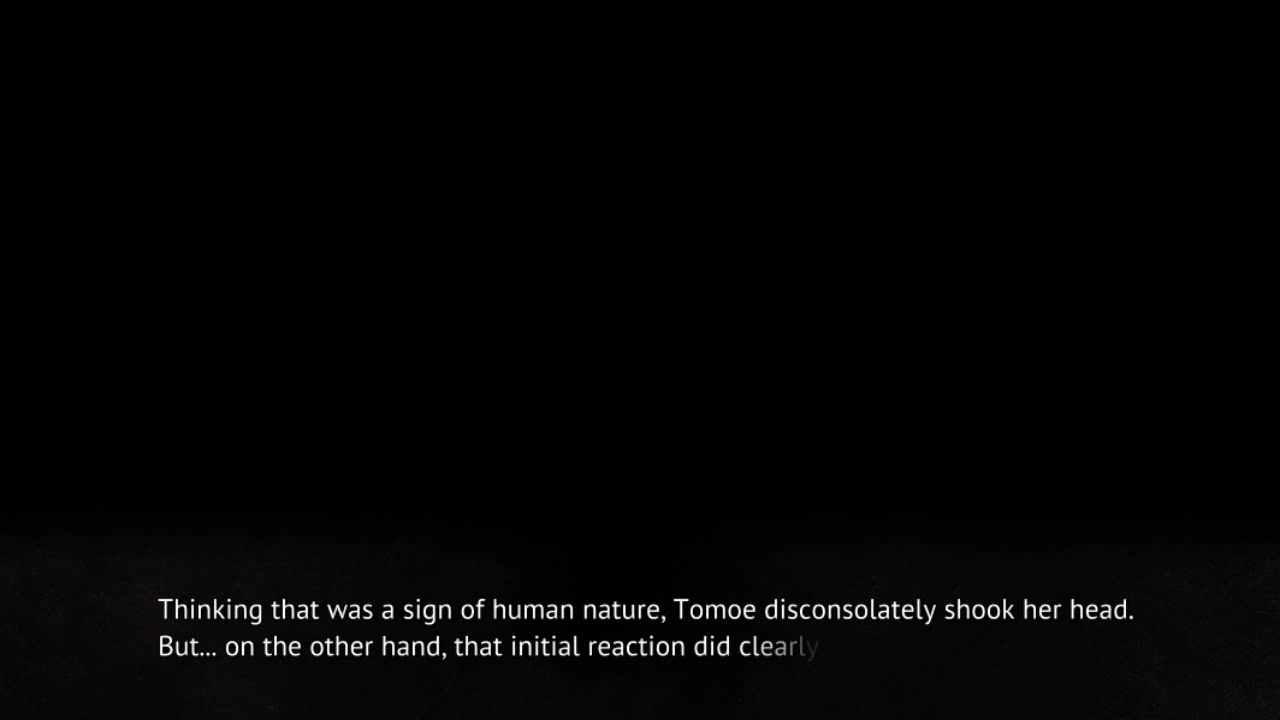 Thinking that was a sign of human nature, Tomoe disconsolately shook her head.
But... on the other hand, that initial reaction did clearly